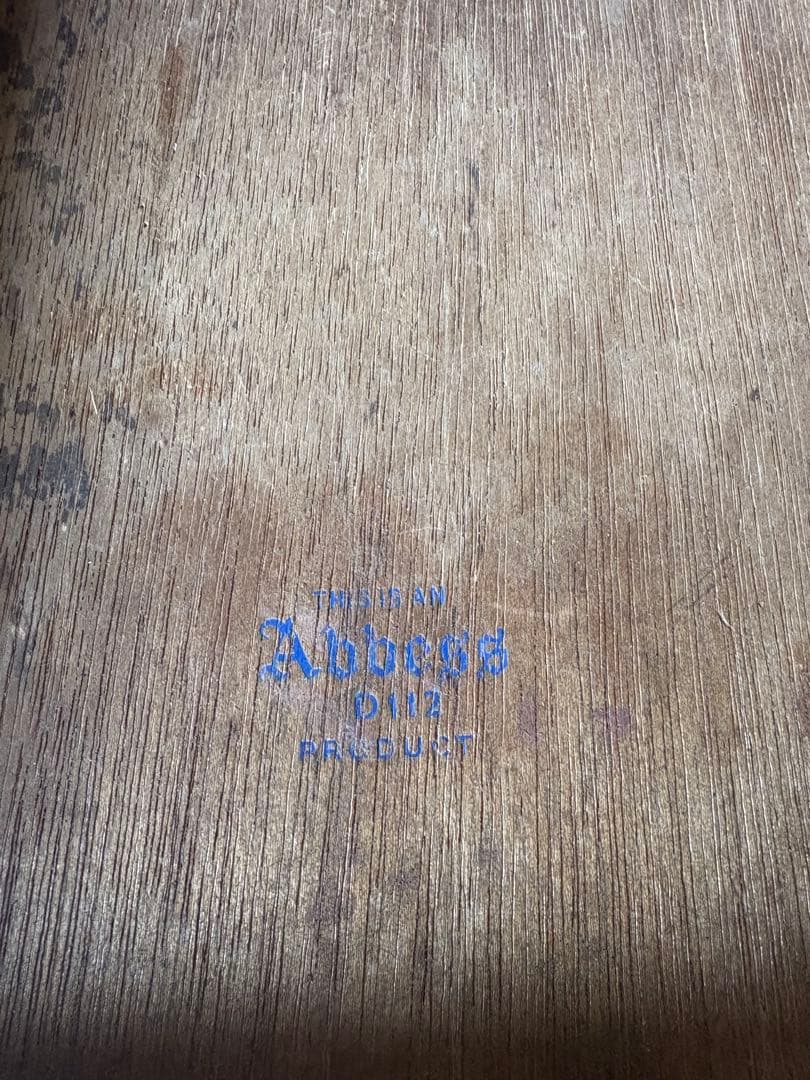 THIS IS AN
Abbess
D112
PRODUCT